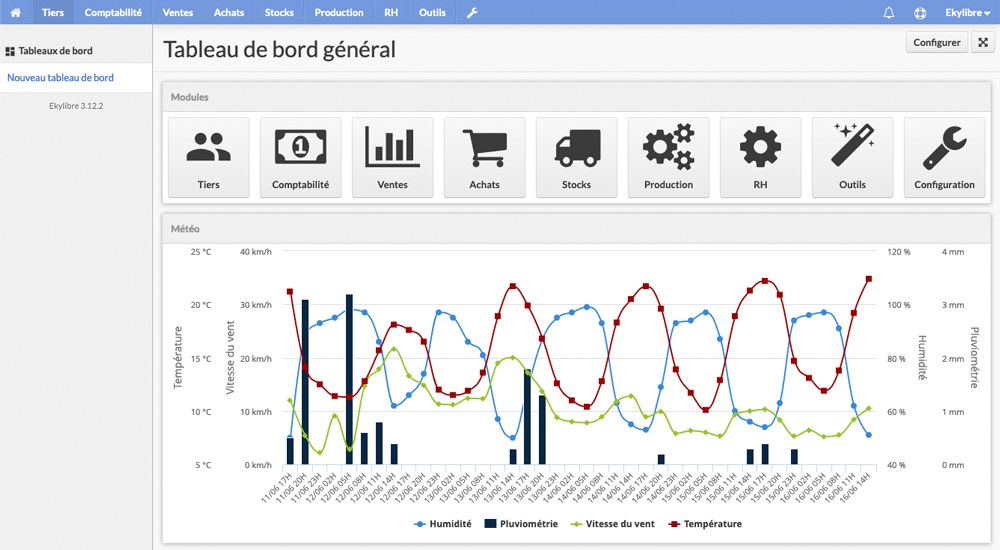 Tiers Comptabilité Ventes Achats Stocks Production RH Outils Ekylibre
Tableaux de bord
Nouveau tableau de bord
Ekylibre 3.12.2
Tableau de bord général
Configurer
Modules
1
Tiers Comptabilité Ventes Achats Stocks Production RH Outils Configuration
Météo
25 °C 40 km/h 120 % 4 mm
20 °C 30 km/h 100 % 3 mm
15 °C 20 km/h 80 % 2 mm
10 °C 10 km/h 60 % 1 mm
5 °C 0 km/h 40 % 0 mm
Température
Vitesse du vent
Humidité
Pluviométrie
11/06 17H 11/06 20H 11/06 23H 12/06 02H 12/06 05H 12/06 08H 12/06 11H 12/06 14H 12/06 17H 12/06 20H 12/06 23H 13/06 02H 13/06 05H 13/06 08H 13/06 11H 13/06 14H 13/06 17H 13/06 20H 13/06 23H 14/06 02H 14/06 05H 14/06 08H 14/06 11H 14/06 14H 14/06 17H 14/06 20H 14/06 23H 15/06 02H 15/06 05H 15/06 08H 15/06 11H 15/06 14H 15/06 17H 15/06 20H 15/06 23H 16/06 02H 16/06 05H 16/06 08H 16/06 11H 16/06 14H
Humidité Pluviométrie Vitesse du vent Température